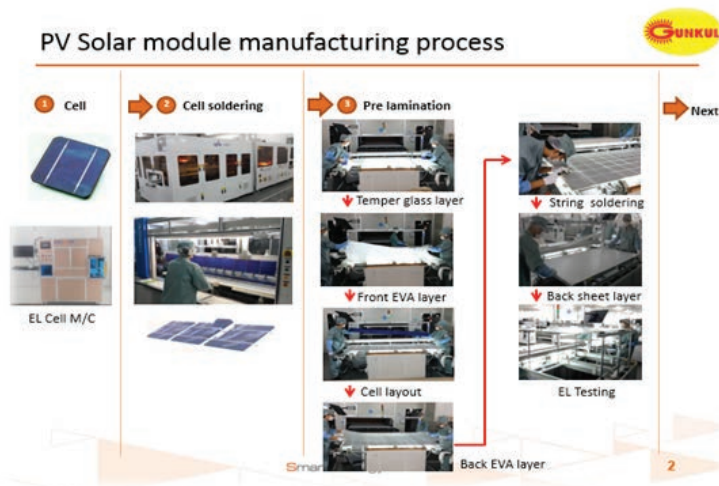 PV Solar module manufacturing process
GUNKUL
1 Cell
2 Cell soldering
3 Pre lamination
Next
EL Cell M/C
Temper glass layer
Front EVA layer
Cell layout
Back EVA layer
String soldering
Back sheet layer
EL Testing
2